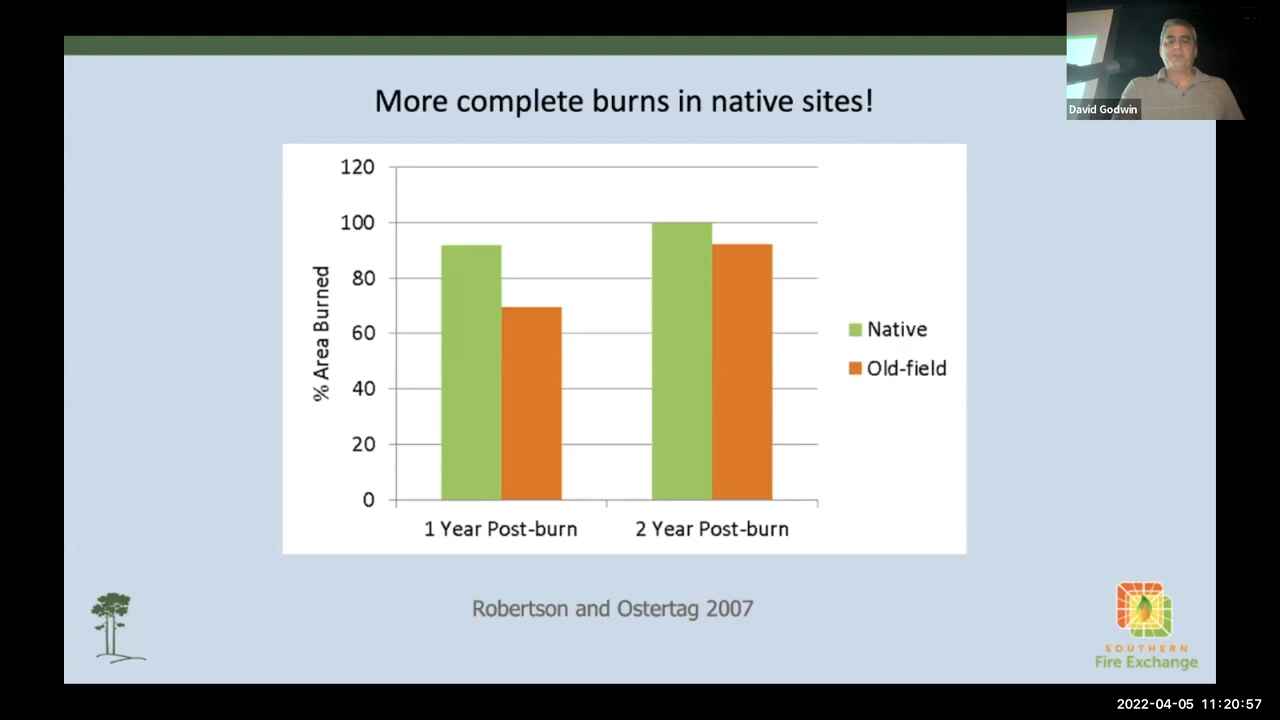 David Godwin
More complete burns in native sites!
120
100
80
60
40
20
0
% Area Burned
1 Year Post-burn
2 Year Post-burn
Native
Old-field
Robertson and Ostertag 2007
SOUTHERN
Fire Exchange
2022-04-05 11:20:57